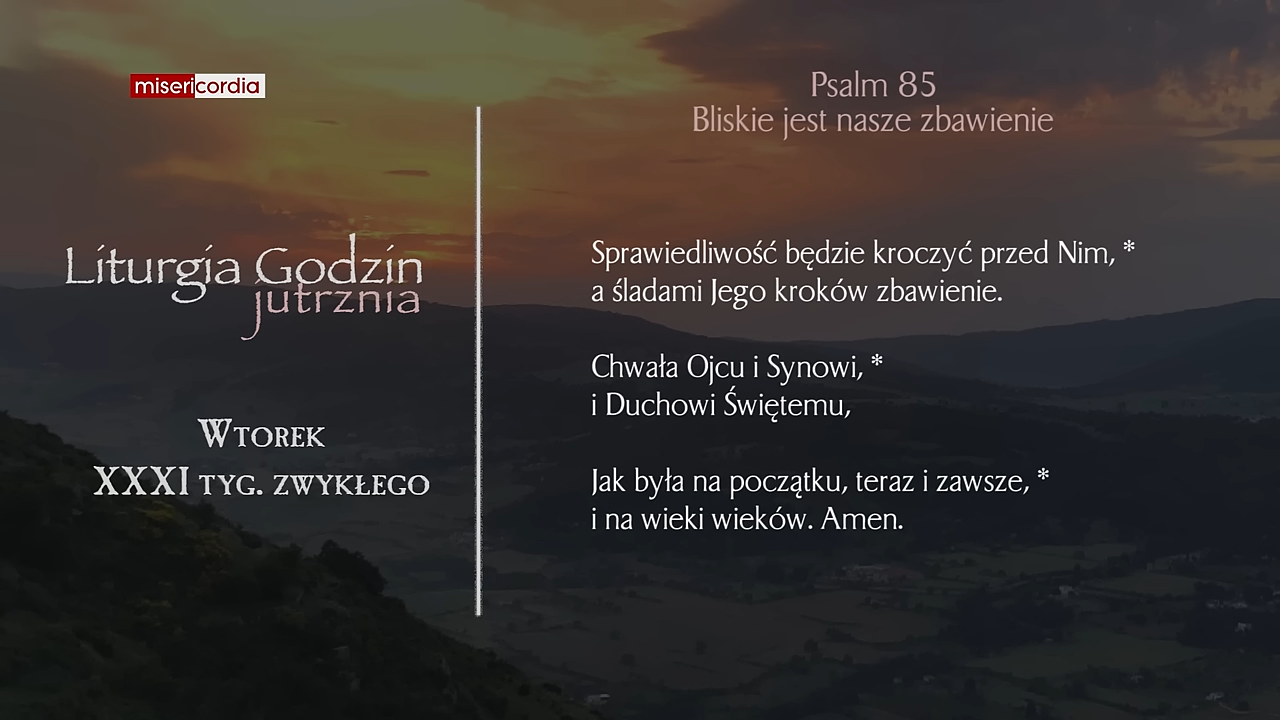 misericordia
Liturgia Godzin
jutrznia
Wtorek
XXXI tyg. zwykłego
Psalm 85
Bliskie jest nasze zbawienie
Sprawiedliwość będzie kroczyć przed Nim, *
a śladami Jego kroków zbawienie.
Chwała Ojcu i Synowi, *
i Duchowi Świętemu,
Jak była na początku, teraz i zawsze, *
i na wieki wieków. Amen.